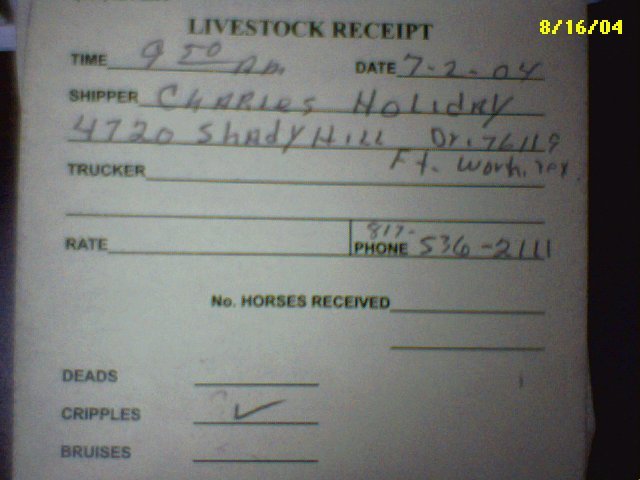 8/16/04
LIVESTOCK RECEIPT
TIME 9 50 AM DATE 7-2-04
SHIPPER CHARlES HOLIDAY
4720 ShadyHill Dr. 76119
Ft. Worth, Tex.
TRUCKER
817-
RATE PHONE 536-2111
No. HORSES RECEIVED
DEADS
CRIPPLES ✓
BRUISES